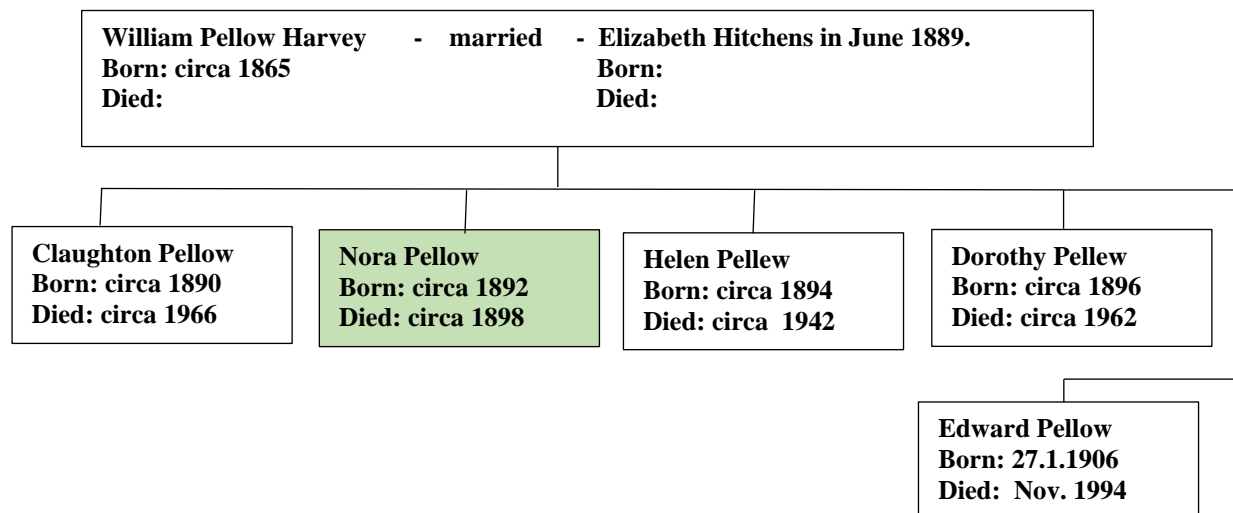 William Pellow Harvey - married - Elizabeth Hitchens in June 1889.
Born: circa 1865 Born:
Died: Died:
Claughton Pellow
Born: circa 1890
Died: circa 1966
Nora Pellow
Born: circa 1892
Died: circa 1898
Helen Pellew
Born: circa 1894
Died: circa 1942
Dorothy Pellew
Born: circa 1896
Died: circa 1962
Edward Pellow
Born: 27.1.1906
Died: Nov. 1994